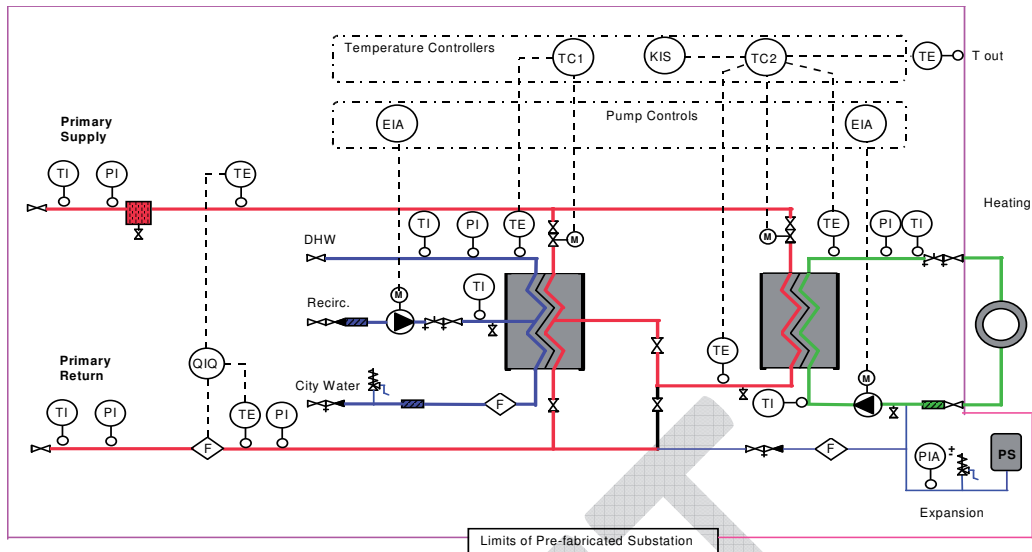 Temperature Controllers
TC1
KIS
TC2
TE
T out
EIA
Pump Controls
EIA
Primary
Supply
TI
PI
TE
TI
PI
TE
M
M
TE
PI
TI
Heating
DHW
Recirc.
M
TI
Primary
Return
QIQ
TE
City Water
F
M
TI
PI
TE
PI
TI
F
F
PIA
PS
Expansion
Limits of Pre-fabricated Substation